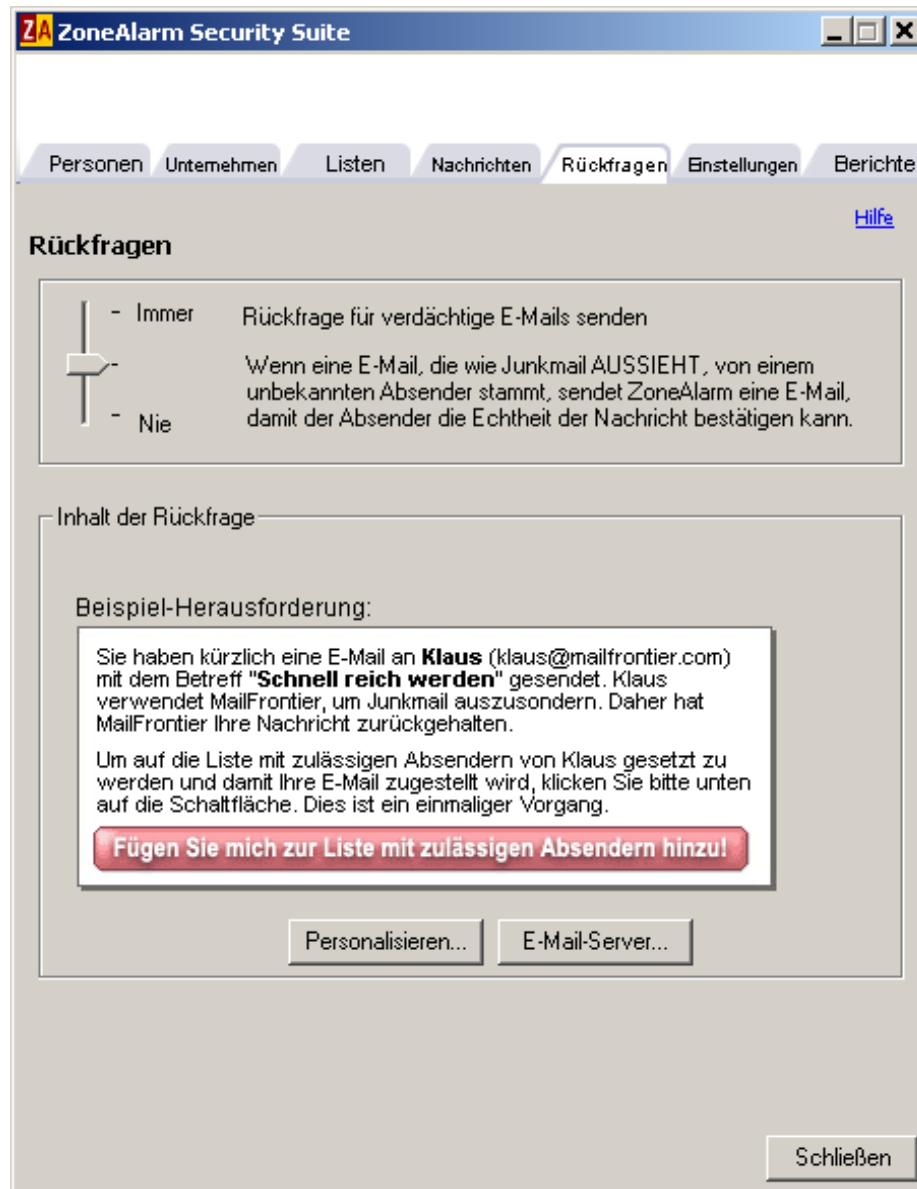 ZA ZoneAlarm Security Suite
Personen Unternehmen Listen Nachrichten Rückfragen Einstellungen Berichte
Hilfe
Rückfragen
- Immer Rückfrage für verdächtige E-Mails senden
- Wenn eine E-Mail, die wie Junkmail AUSSIEHT, von einem
unbekannten Absender stammt, sendet ZoneAlarm eine E-Mail,
- Nie damit der Absender die Echtheit der Nachricht bestätigen kann.
Inhalt der Rückfrage
Beispiel-Herausforderung:
Sie haben kürzlich eine E-Mail an Klaus (klaus@mailfrontier.com)
mit dem Betreff "Schnell reich werden" gesendet. Klaus
verwendet MailFrontier, um Junkmail auszusondern. Daher hat
MailFrontier Ihre Nachricht zurückgehalten.
Um auf die Liste mit zulässigen Absendern von Klaus gesetzt zu
werden und damit Ihre E-Mail zugestellt wird, klicken Sie bitte unten
auf die Schaltfläche. Dies ist ein einmaliger Vorgang.
Fügen Sie mich zur Liste mit zulässigen Absendern hinzu!
Personalisieren... E-Mail-Server...
Schließen